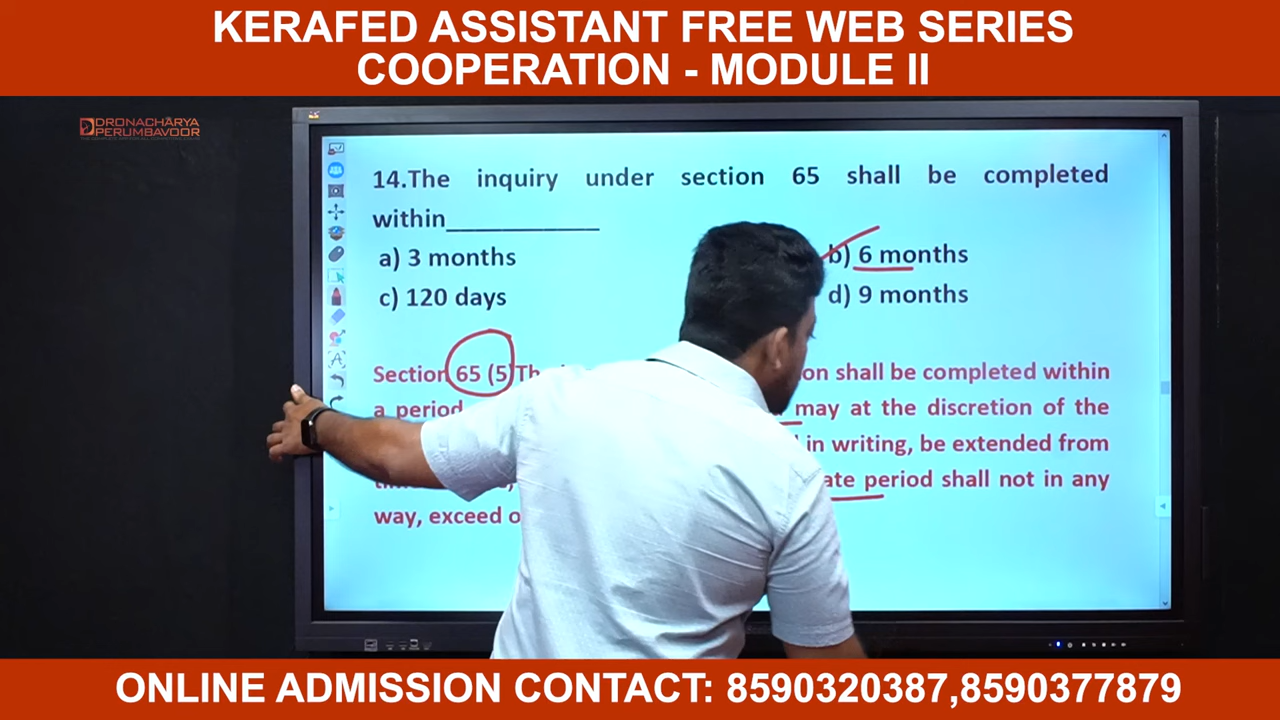 KERAFED ASSISTANT FREE WEB SERIES
COOPERATION - MODULE II
DRONACHARYA
PERUMBAVOOR
14.The inquiry under section 65 shall be completed
within___________
a) 3 months
b) 6 months
c) 120 days
d) 9 months
Section 65 (5) on shall be completed within
a period may at the discretion of the
in writing, be extended from
period shall not in any
way, exceed
ONLINE ADMISSION CONTACT: 8590320387,8590377879